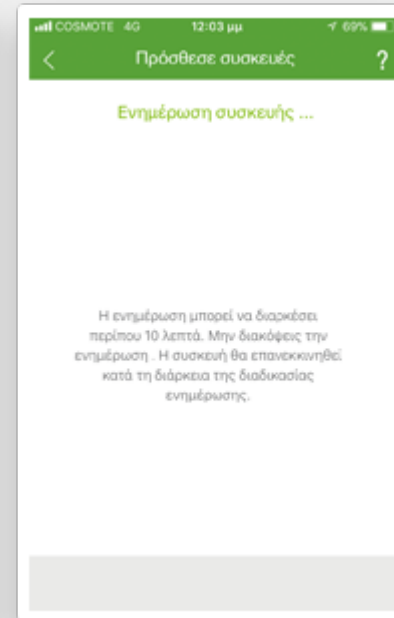 COSMOTE 4G 12:03 μμ 69%
Πρόσθεσε συσκευές ?
Ενημέρωση συσκευής ...
Η ενημέρωση μπορεί να διαρκέσει
περίπου 10 λεπτά. Μην διακόψεις την
ενημέρωση . Η συσκευή θα επανεκκινηθεί
κατά τη διάρκεια της διαδικασίας
ενημέρωσης.